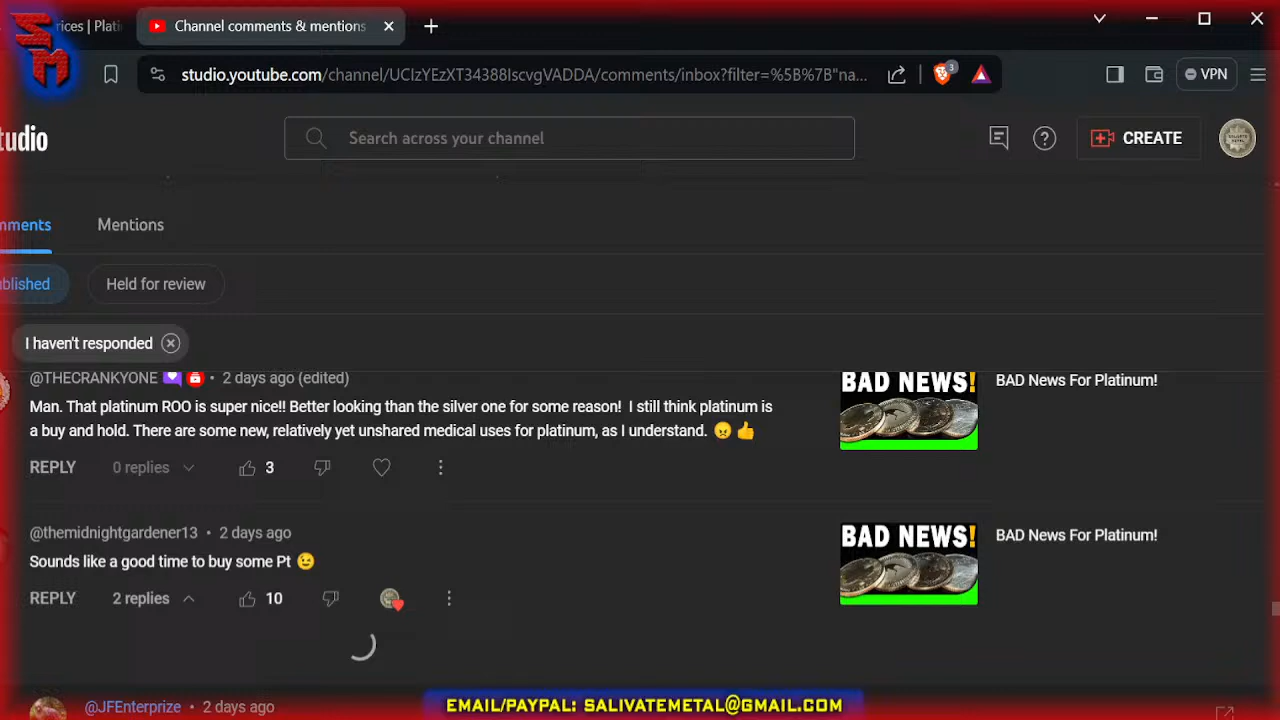 SM
rices | Plati
Channel comments & mentions
studio.youtube.com/channel/UCIzYEzXT34388IscvgVADDA/comments/inbox?filter=%5B%7B"na...
3
VPN
tudio
Search across your channel
CREATE
mments
Mentions
ublished
Held for review
I haven't responded
@THECRANKYONE • 2 days ago (edited)
BAD NEWS!
BAD News For Platinum!
Man. That platinum ROO is super nice!! Better looking than the silver one for some reason! I still think platinum is
a buy and hold. There are some new, relatively yet unshared medical uses for platinum, as I understand. 😠 👍
REPLY
0 replies
3
@themidnightgardener13 • 2 days ago
BAD NEWS!
BAD News For Platinum!
Sounds like a good time to buy some Pt 😉
REPLY
2 replies
10
@JFEnterprize • 2 days ago
EMAIL/PAYPAL: SALIVATEMETAL@GMAIL.COM